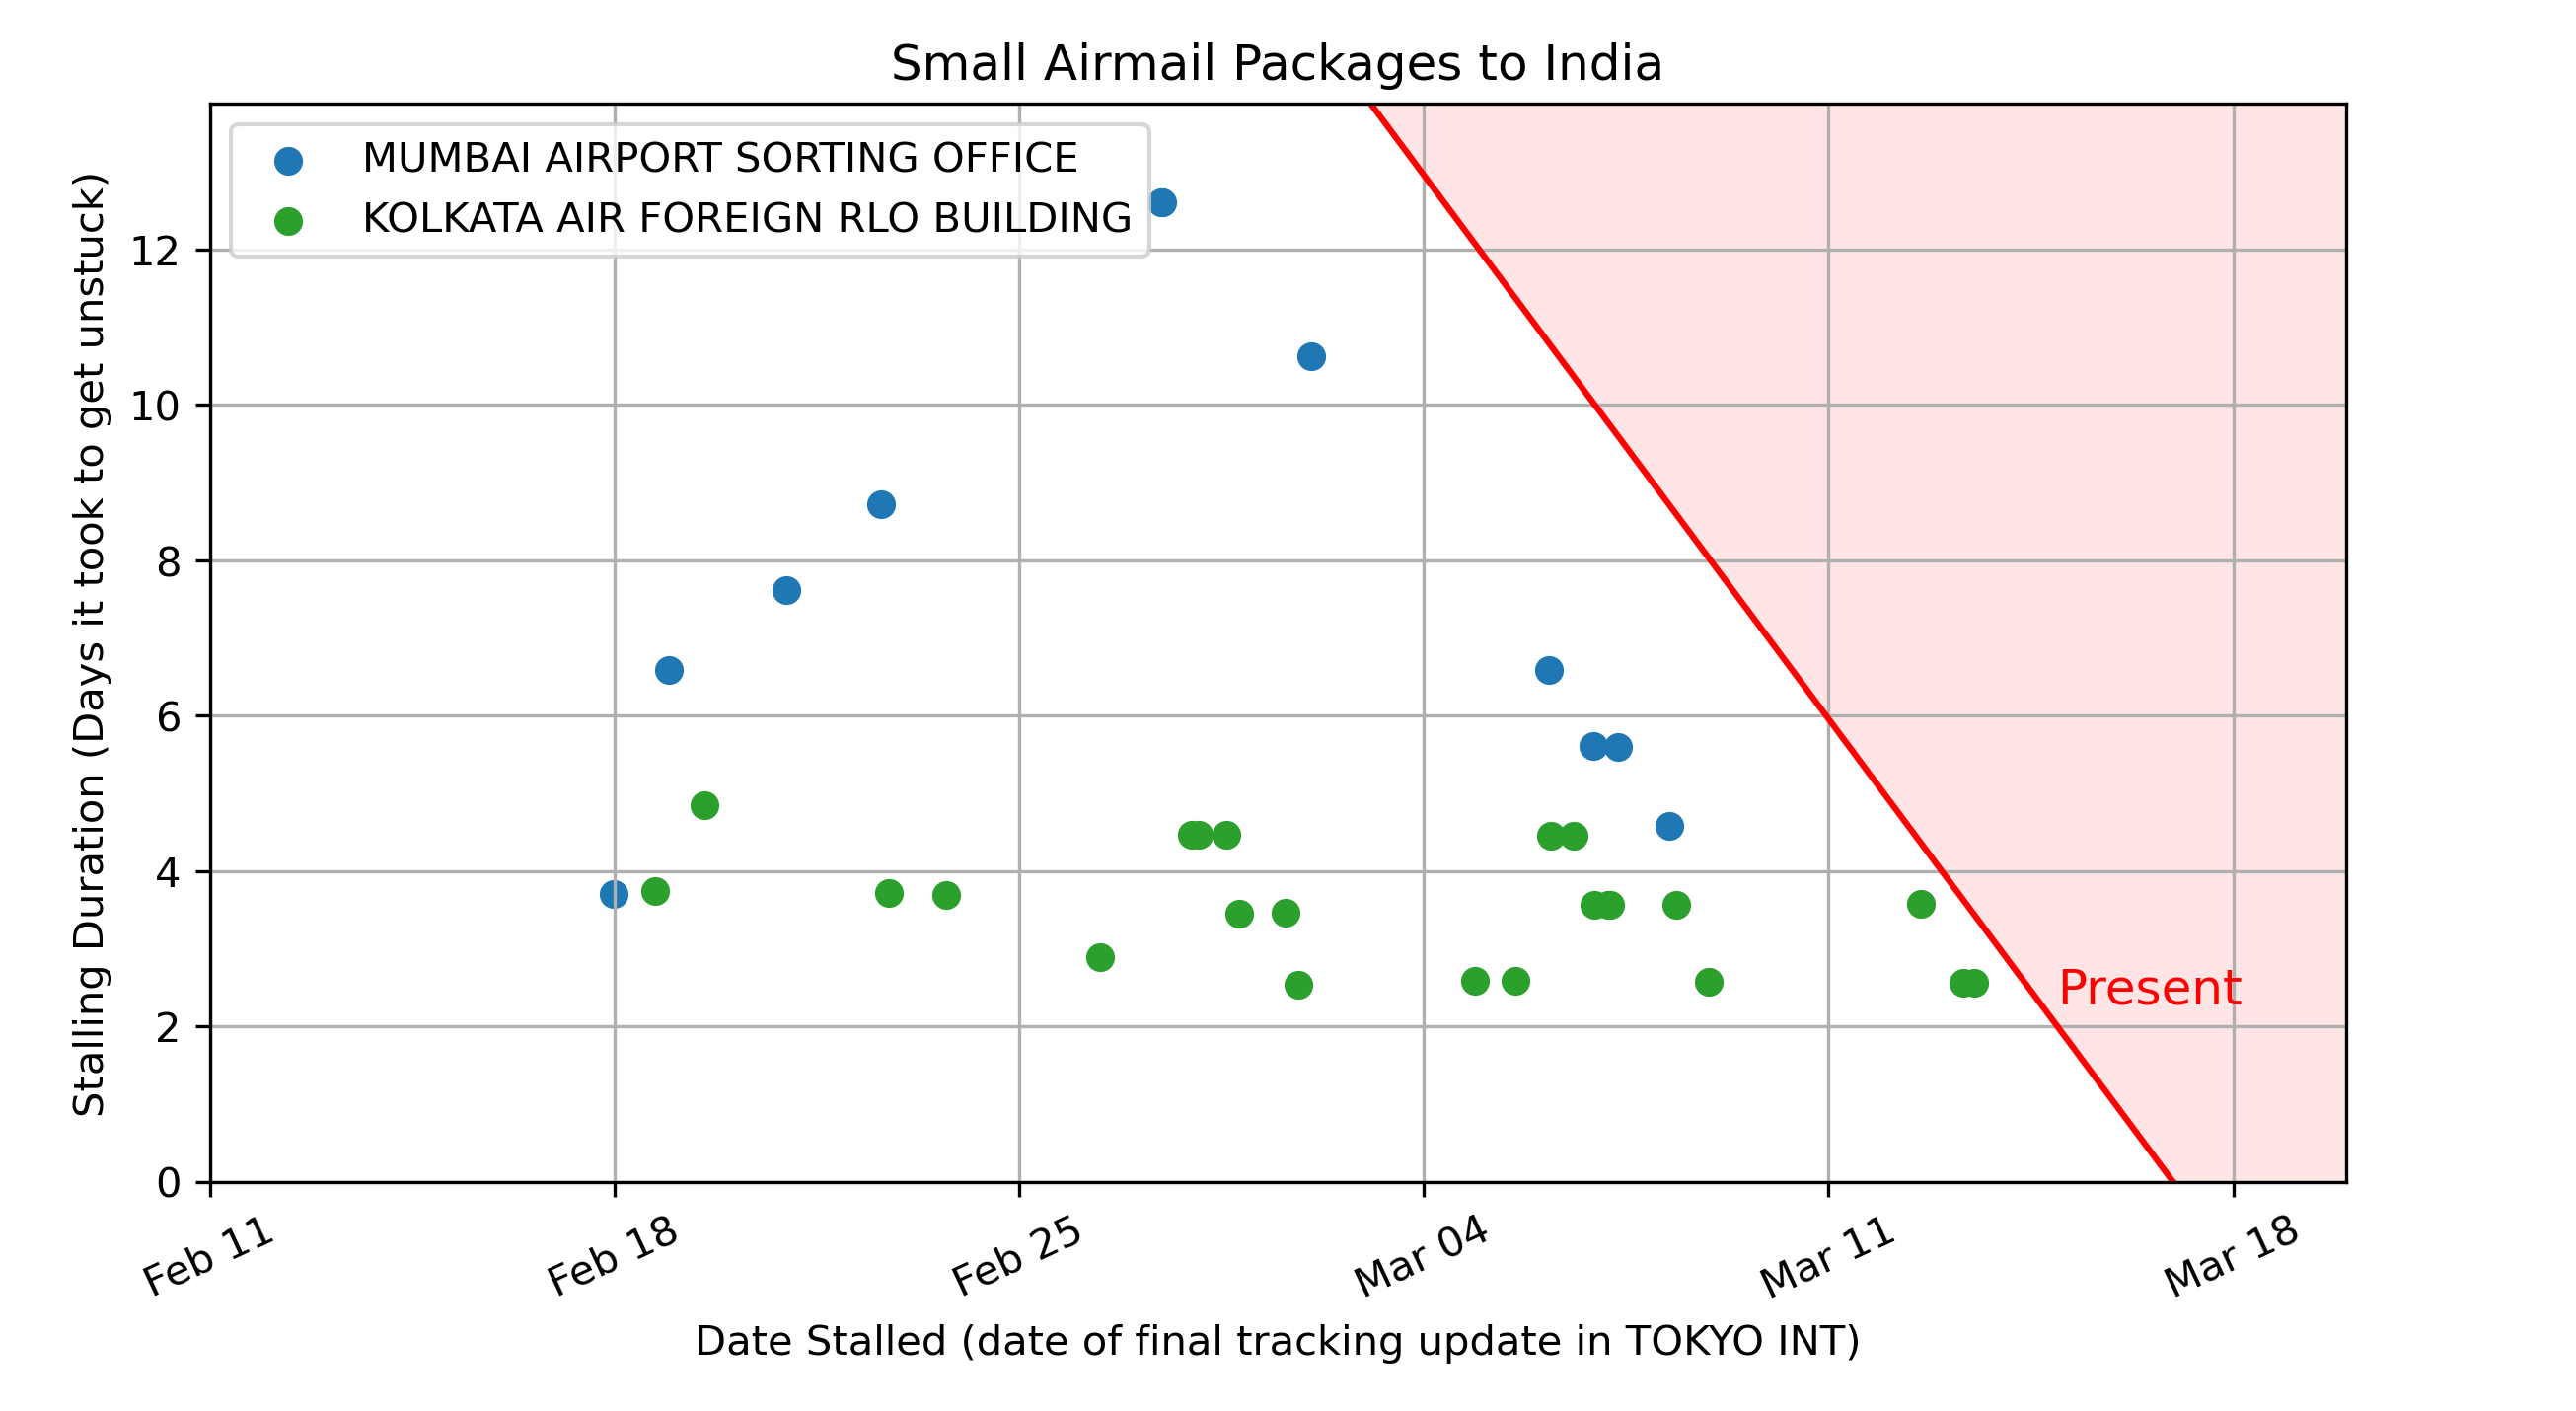 Small Airmail Packages to India
MUMBAI AIRPORT SORTING OFFICE
KOLKATA AIR FOREIGN RLO BUILDING
Stalling Duration (Days it took to get unstuck)
12
10
8
6
4
2
0
Present
Feb 11
Feb 18
Feb 25
Mar 04
Mar 11
Mar 18
Date Stalled (date of final tracking update in TOKYO INT)